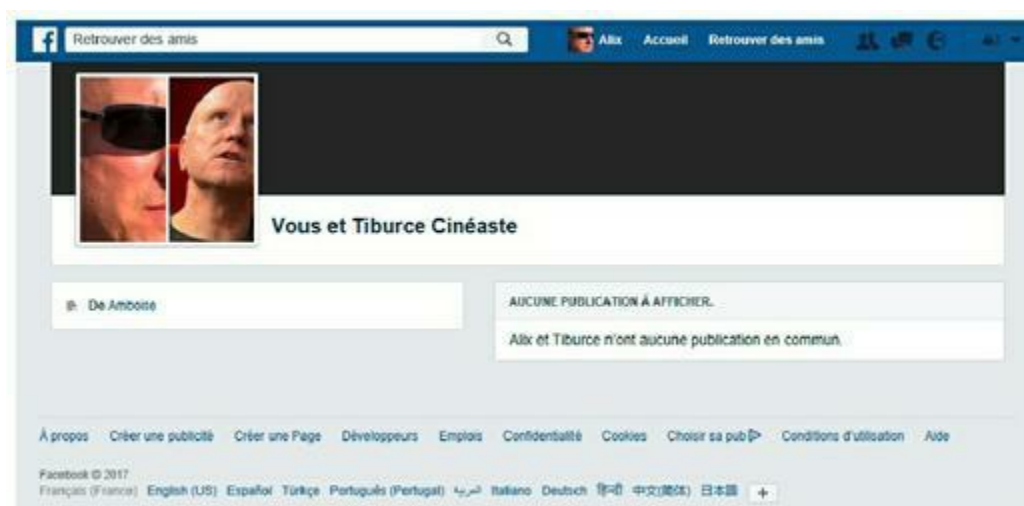 Retrouver des amis
Alix Accueil Retrouver des amis
Vous et Tiburce Cinéaste
De Amboise
AUCUNE PUBLICATION À AFFICHER.
Alix et Tiburce n'ont aucune publication en commun.
À propos Créer une publicité Créer une Page Développeurs Emplois Confidentialité Cookies Choisir sa pub Conditions d'utilisation Aide
Facebook © 2017
Français (France) English (US) Español Türkçe Português (Portugal) العربية Italiano Deutsch हिन्दी 中文(简体) 日本語 +